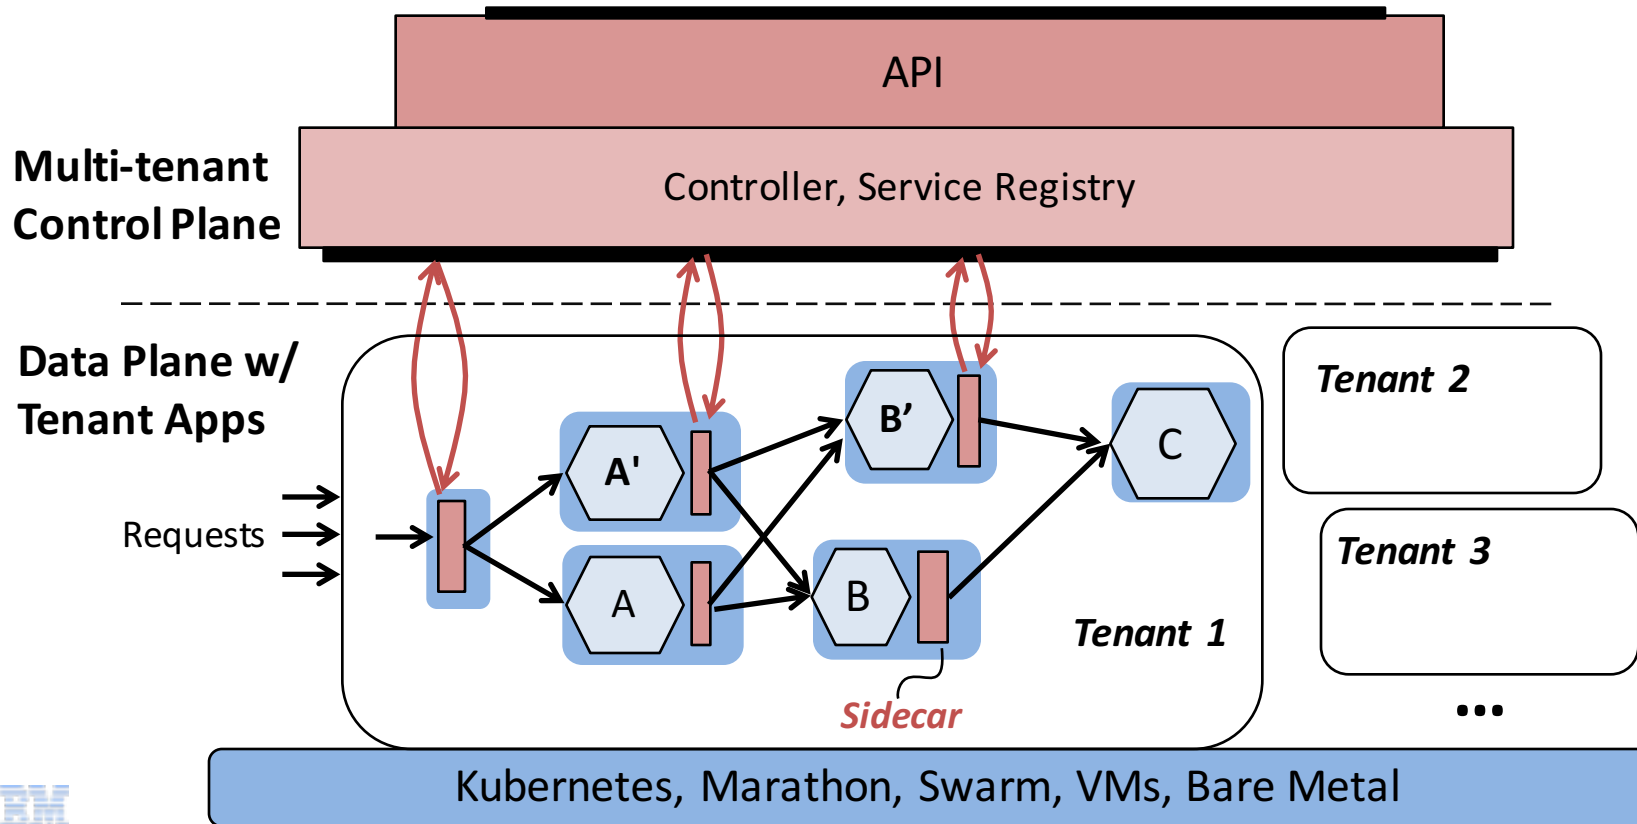 API
Multi-tenant
Control Plane
Controller, Service Registry
Data Plane w/
Tenant Apps
Tenant 2
B’
C
A'
Requests
Tenant 3
A
B
Tenant 1
Sidecar
...
Kubernetes, Marathon, Swarm, VMs, Bare Metal
IBM